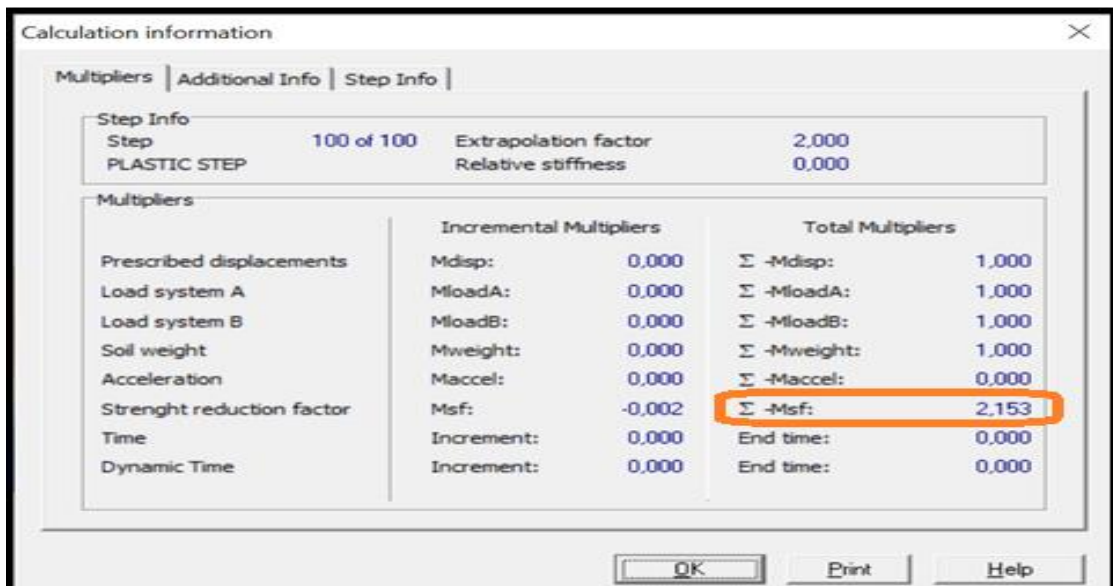 Calculation information
Multipliers Additional Info Step Info
Step Info
Step 100 of 100 Extrapolation factor 2,000
PLASTIC STEP Relative stiffness 0,000
Multipliers
Incremental Multipliers Total Multipliers
Prescribed displacements Mdisp: 0,000 Σ -Mdisp: 1,000
Load system A MloadA: 0,000 Σ -MloadA: 1,000
Load system B MloadB: 0,000 Σ -MloadB: 1,000
Soil weight Mweight: 0,000 Σ -Mweight: 1,000
Acceleration Maccel: 0,000 Σ -Maccel: 0,000
Strenght reduction factor Msf: -0,002 Σ -Msf: 2,153
Time Increment: 0,000 End time: 0,000
Dynamic Time Increment: 0,000 End time: 0,000
OK Print Help